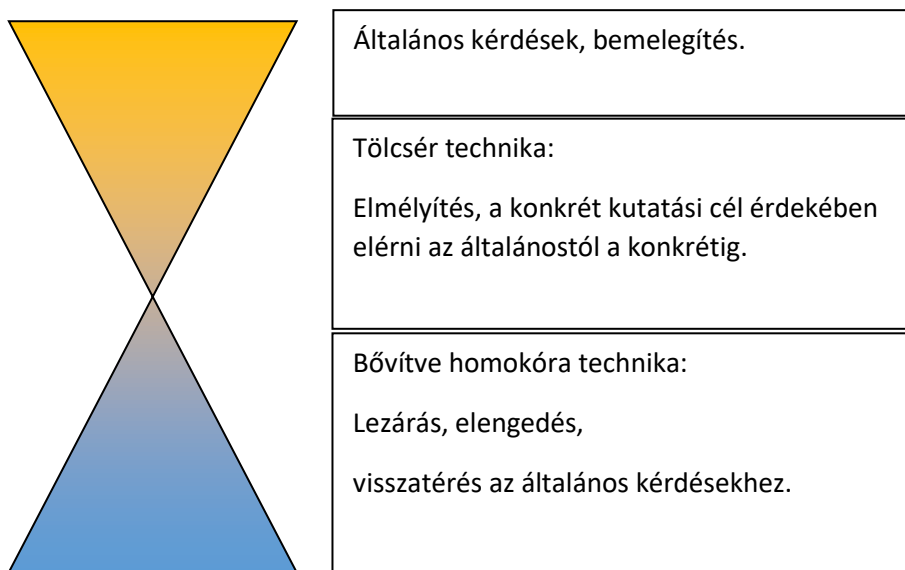 Általános kérdések, bemelegítés.
Tölcsér technika:
Elmélyítés, a konkrét kutatási cél érdekében
elérni az általánostól a konkrétig.
Bővítve homokóra technika:
Lezárás, elengedés,
visszatérés az általános kérdésekhez.